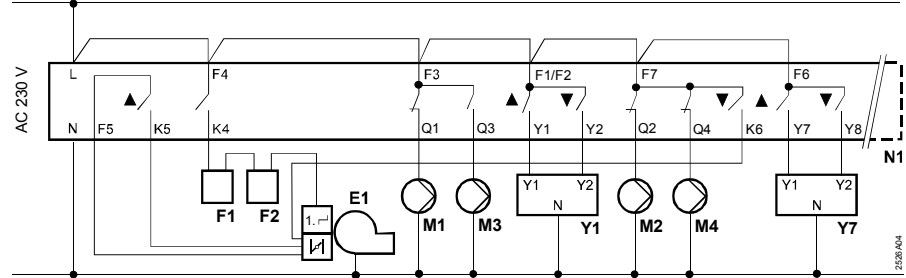 AC 230 V
L F4 F3 F1/F2 F7 F6
▲ ▲ ▼ ▼ ▲ ▼
N F5 K5 K4 Q1 Q3 Y1 Y2 Q2 Q4 K6 Y7 Y8
N1
Y1 Y2 Y1 Y2
1.
N N
F1 F2 E1 M1 M3 Y1 M2 M4 Y7
2526A04